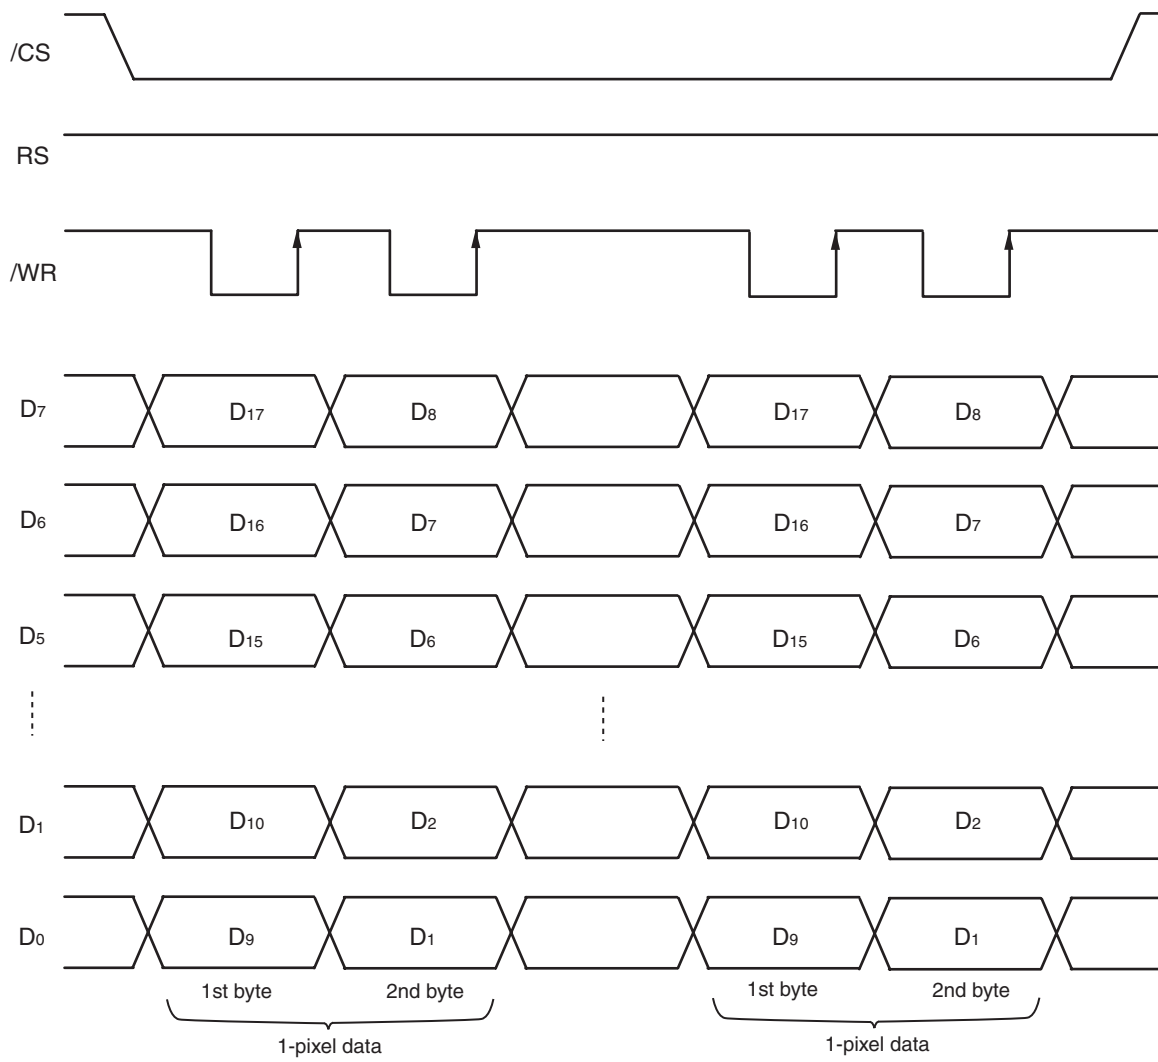 /CS
RS
/WR
D7 D17 D8 D17 D8
D6 D16 D7 D16 D7
D5 D15 D6 D15 D6
D1 D10 D2 D10 D2
D0 D9 D1 D9 D1
1st byte 2nd byte 1st byte 2nd byte
1-pixel data 1-pixel data